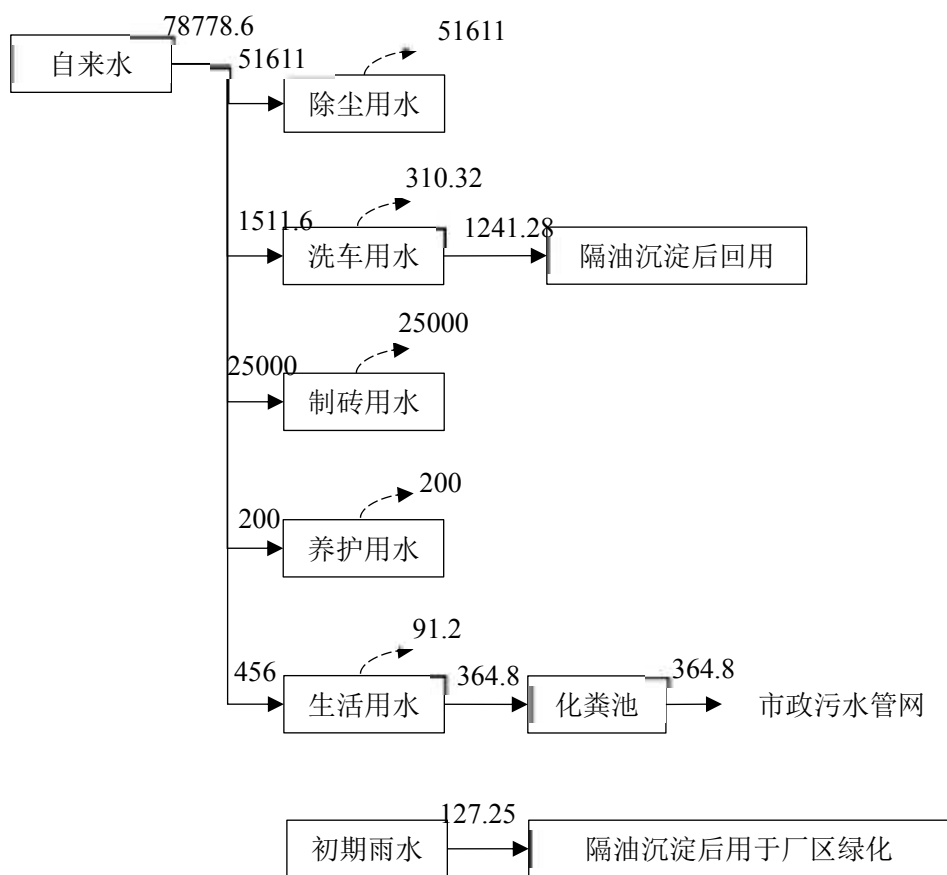 78778.6
自来水
51611
51611
除尘用水
310.32
1511.6
洗车用水
1241.28
隔油沉淀后回用
25000
25000
制砖用水
200
200
养护用水
91.2
456
生活用水
364.8
化粪池
364.8
市政污水管网
初期雨水
127.25
隔油沉淀后用于厂区绿化